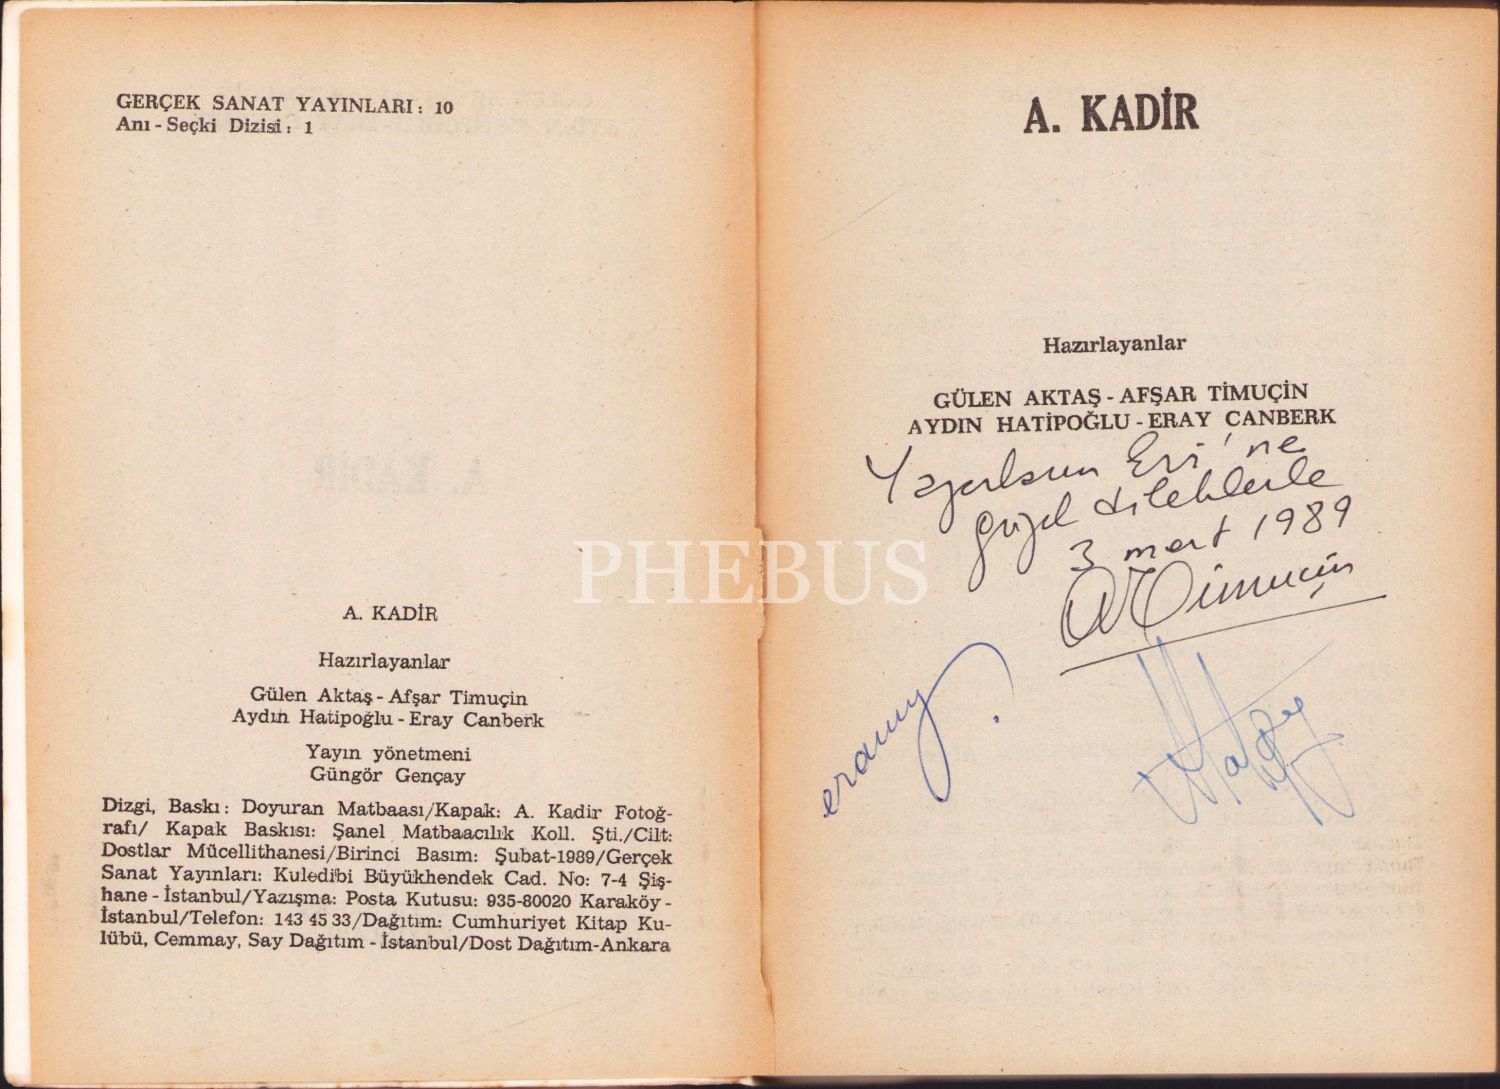 GERÇEK SANAT YAYINLARI: 10
Anı - Seçki Dizisi: 1
A. KADİR
Hazırlayanlar
Gülen Aktaş - Afşar Timuçin
Aydın Hatipoğlu - Eray Canberk
Yayın yönetmeni
Güngör Gençay
Dizgi, Baskı: Doyuran Matbaası/Kapak: A. Kadir Fotoğ-
rafı/ Kapak Baskısı: Şanel Matbaacılık Koll. Şti./Cilt:
Dostlar Mücellithanesi/Birinci Basım: Şubat-1989/Gerçek
Sanat Yayınları: Kuledibi Büyükhendek Cad. No: 7-4 Şiş-
hane - İstanbul/Yazışma: Posta Kutusu: 935-80020 Karaköy -
İstanbul/Telefon: 143 45 33/Dağıtım: Cumhuriyet Kitap Ku-
lübü, Cemmay, Say Dağıtım - İstanbul/Dost Dağıtım-Ankara
A. KADİR
Hazırlayanlar
GÜLEN AKTAŞ - AFŞAR TİMUÇİN
AYDIN HATİPOĞLU - ERAY CANBERK
Evi'ne
güzel dileklerle
3 mart 1989
Timuçin
PHEBUS